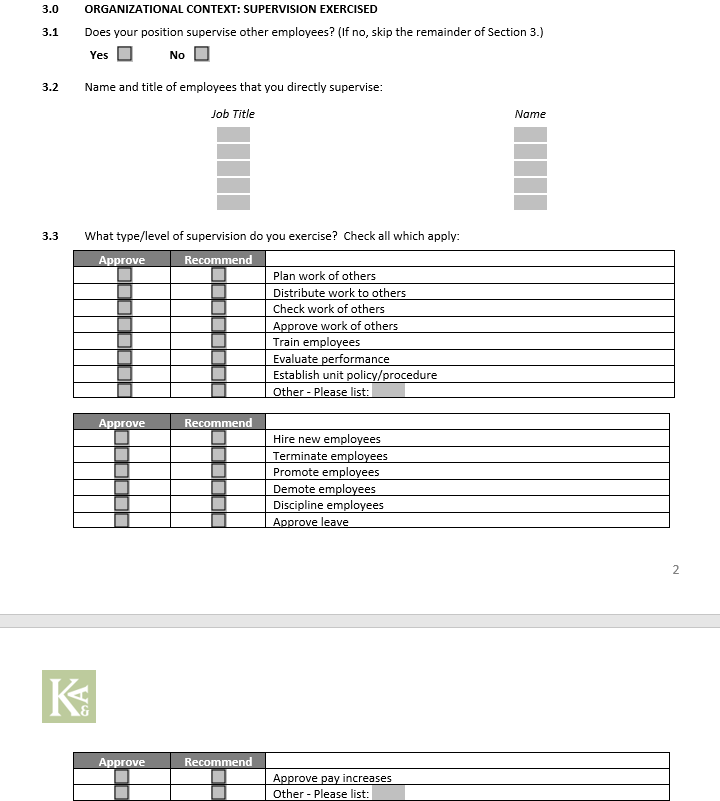 3.0 ORGANIZATIONAL CONTEXT: SUPERVISION EXERCISED
3.1 Does your position supervise other employees? (If no, skip the remainder of Section 3.)
Yes No
3.2 Name and title of employees that you directly supervise:
Job Title Name
3.3 What type/level of supervision do you exercise? Check all which apply:
Approve Recommend
Plan work of others
Distribute work to others
Check work of others
Approve work of others
Train employees
Evaluate performance
Establish unit policy/procedure
Other - Please list:
Approve Recommend
Hire new employees
Terminate employees
Promote employees
Demote employees
Discipline employees
Approve leave
2
K&A
Approve Recommend
Approve pay increases
Other - Please list: